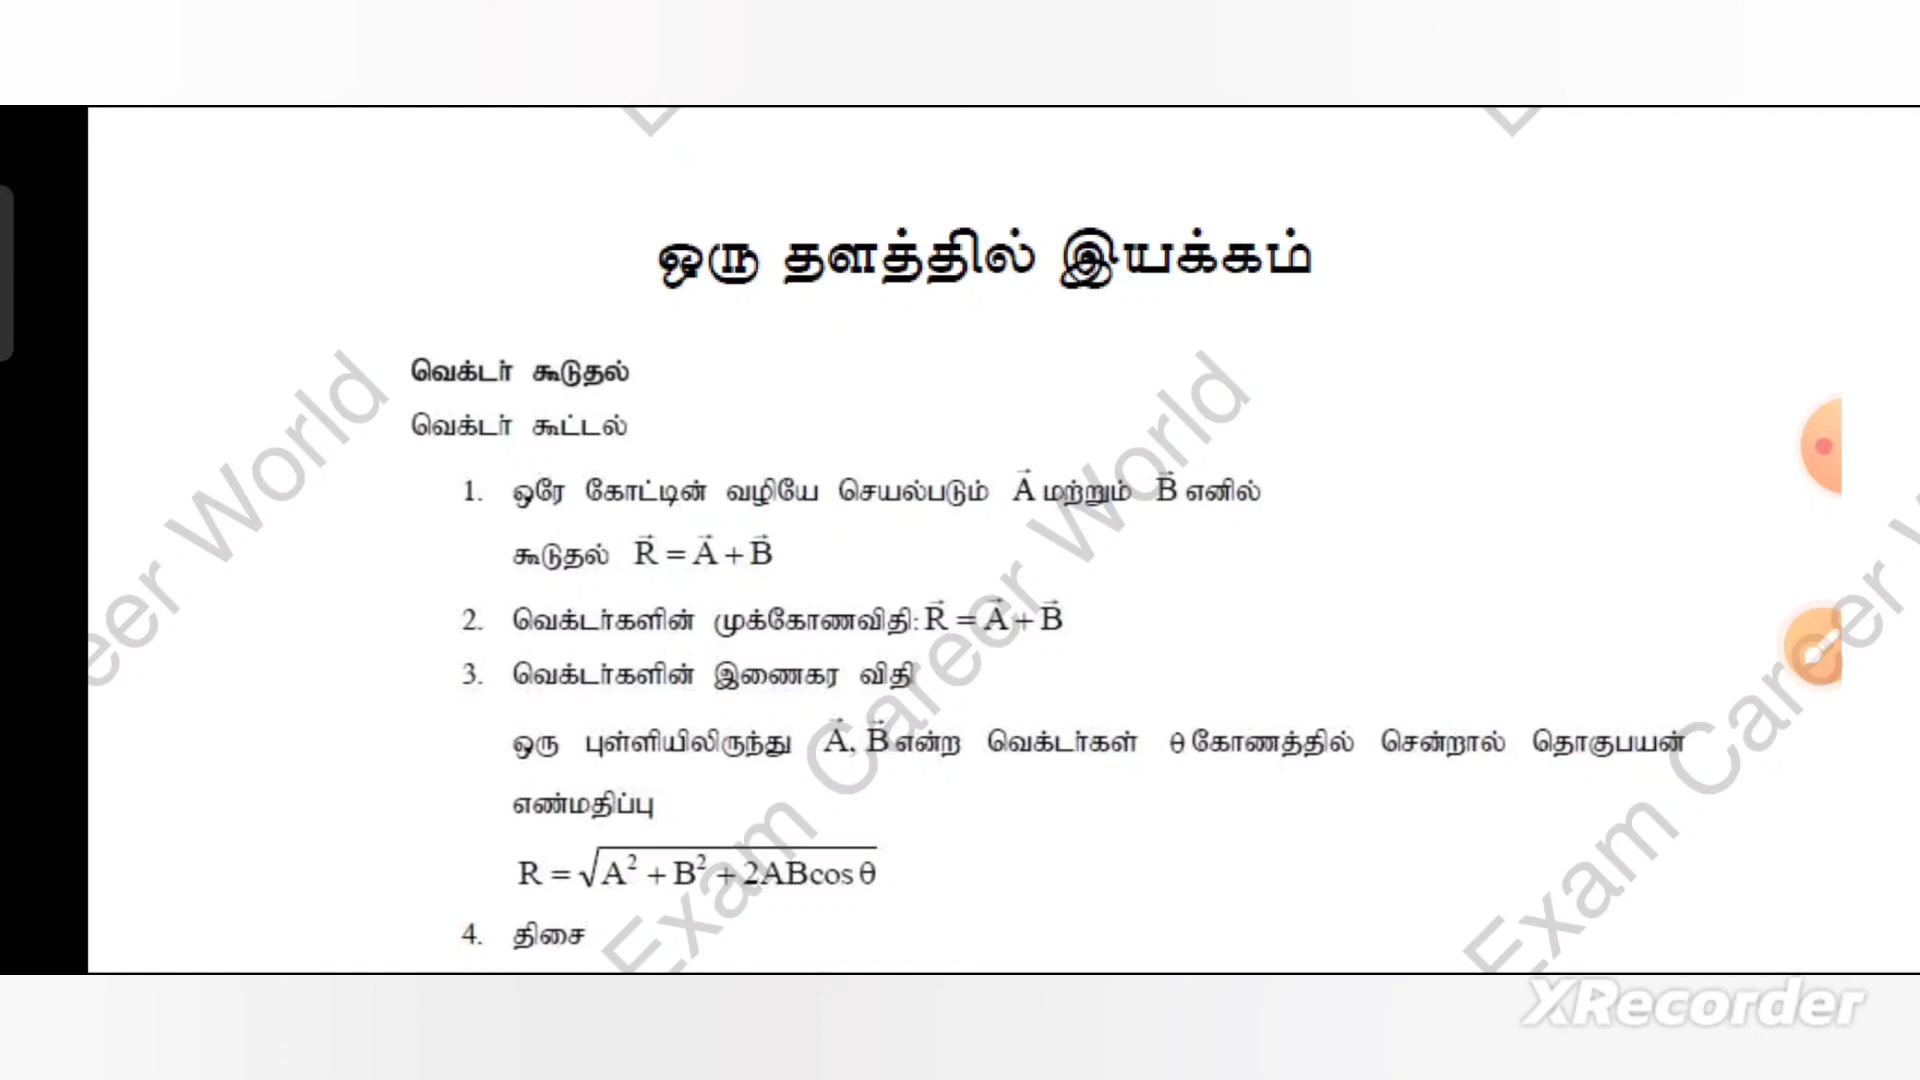 ஒரு தளத்தில் இயக்கம்
வெக்டர் கூடுதல்
வெக்டர் கூட்டல்
1. ஒரே கோட்டின் வழியே செயல்படும் A⃗ மற்றும் B⃗ எனில்
கூடுதல் R⃗ = A⃗ + B⃗
2. வெக்டர்களின் முக்கோணவிதி: R⃗ = A⃗ + B⃗
3. வெக்டர்களின் இணைகர விதி
ஒரு புள்ளியிலிருந்து A⃗, B⃗ என்ற வெக்டர்கள் θ கோணத்தில் சென்றால் தொகுபயன்
எண்மதிப்பு
R = √(A² + B² + 2ABcos θ)
4. திசை
Exam Career World
Exam Career World
XRecorder